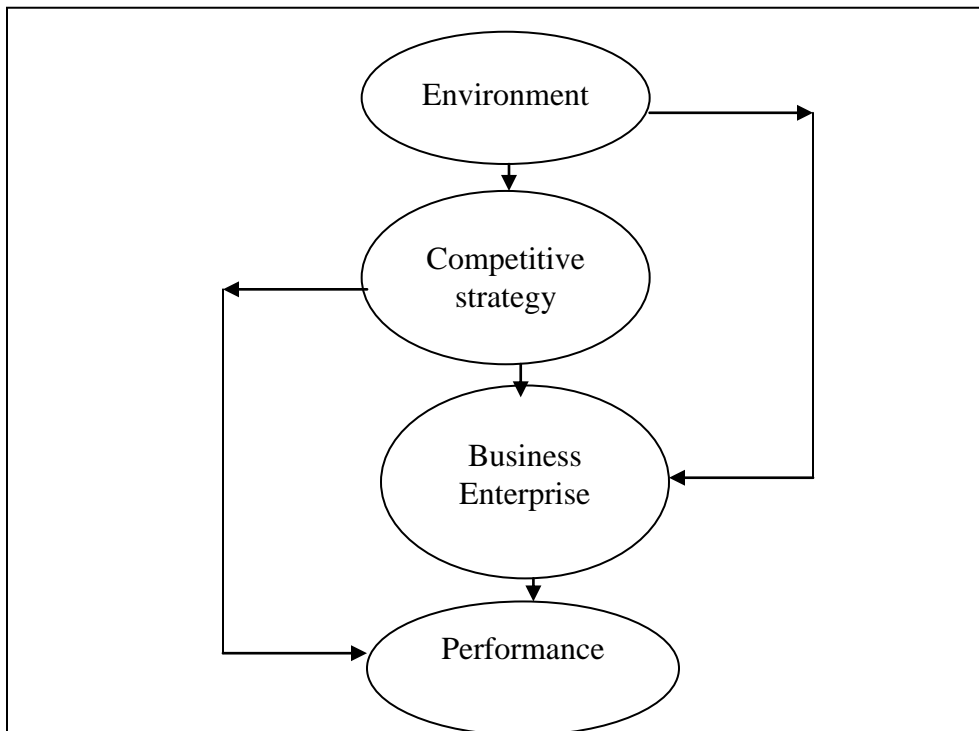 Environment
Competitive
strategy
Business
Enterprise
Performance